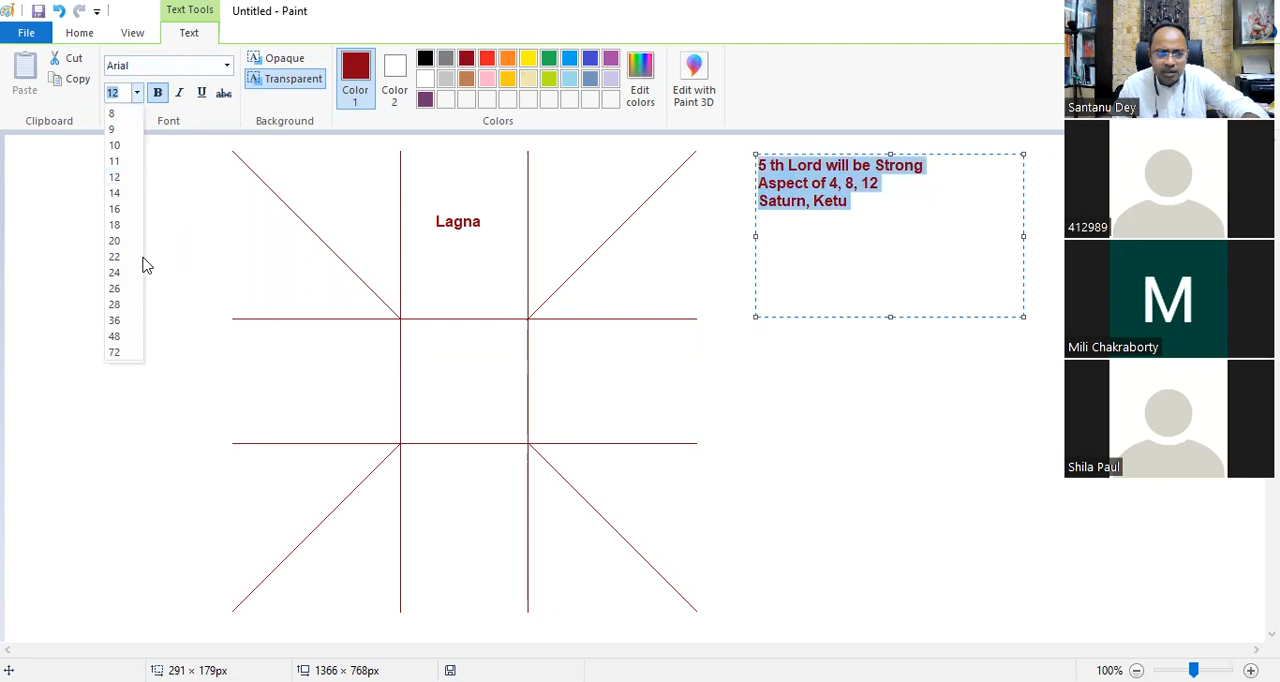 Text Tools
Untitled - Paint
File
Home
View
Text
Paste
Cut
Copy
Clipboard
Arial
12
B
I
U
abc
Font
Opaque
Transparent
Background
Color 1
Color 2
Colors
Edit colors
Edit with Paint 3D
8
9
10
11
12
14
16
18
20
22
24
26
28
36
48
72
Lagna
5 th Lord will be Strong
Aspect of 4, 8, 12
Saturn, Ketu
Santanu Dey
412989
M
Mili Chakraborty
Shila Paul
291 × 179px
1366 × 768px
100%